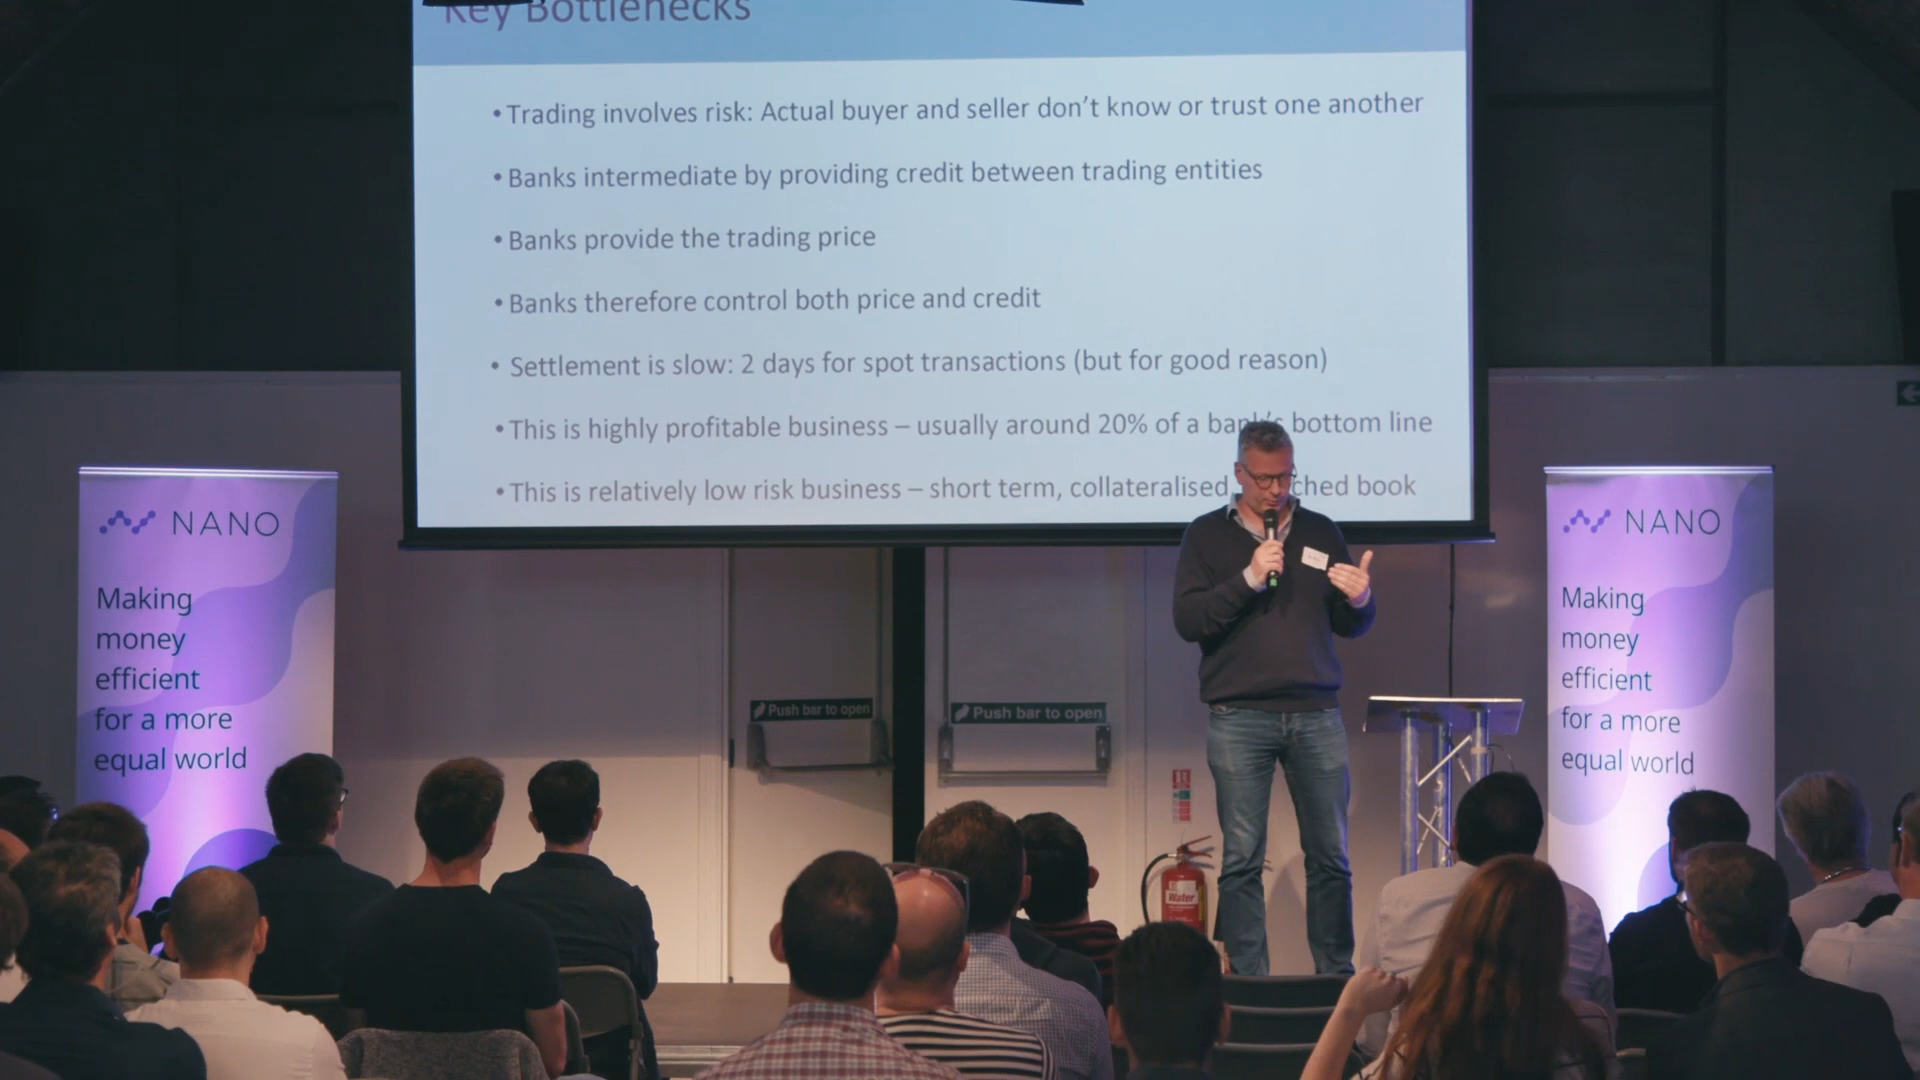 Key Bottlenecks
• Trading involves risk: Actual buyer and seller don't know or trust one another
• Banks intermediate by providing credit between trading entities
• Banks provide the trading price
• Banks therefore control both price and credit
• Settlement is slow: 2 days for spot transactions (but for good reason)
• This is highly profitable business – usually around 20% of a bank's bottom line
• This is relatively low risk business – short term, collateralised book
NANO
Making
money
efficient
for a more
equal world
NANO
Making
money
efficient
for a more
equal world
Push bar to open
Push bar to open
Water